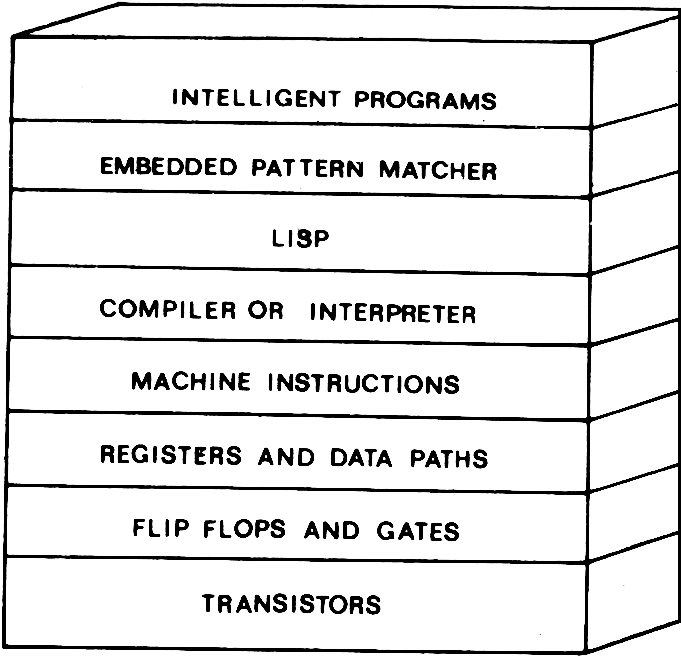 INTELLIGENT PROGRAMS
EMBEDDED PATTERN MATCHER
LISP
COMPILER OR INTERPRETER
MACHINE INSTRUCTIONS
REGISTERS AND DATA PATHS
FLIP FLOPS AND GATES
TRANSISTORS